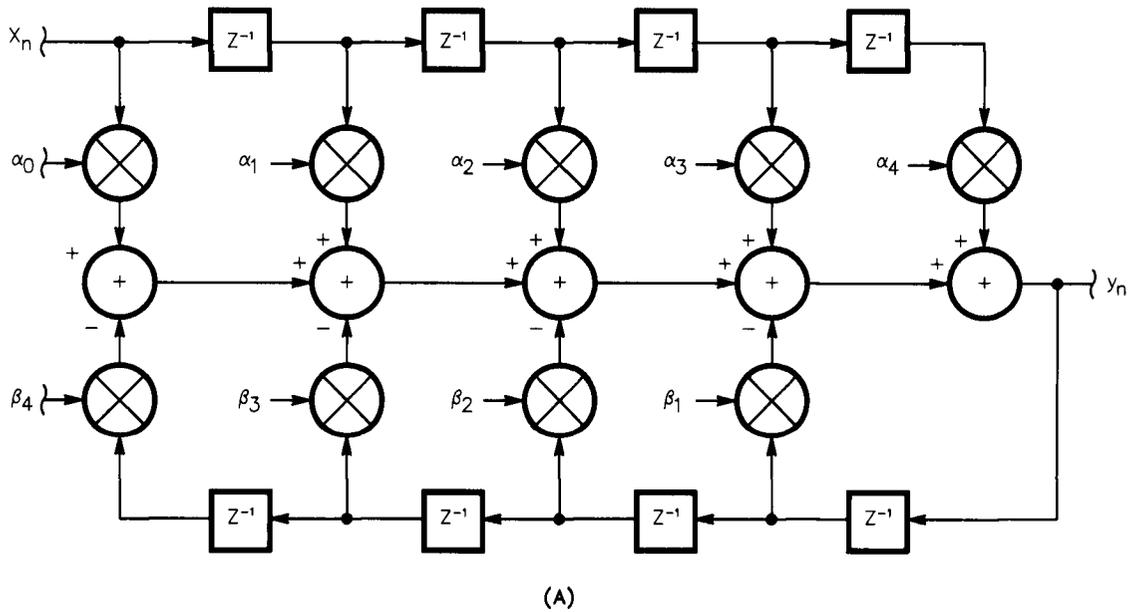 Xₙ Z⁻¹ Z⁻¹ Z⁻¹ Z⁻¹
α₀ α₁ α₂ α₃ α₄
+ + + + +
+ + + +
+ + + + + yₙ
− − − −
β₄ β₃ β₂ β₁
Z⁻¹ Z⁻¹ Z⁻¹ Z⁻¹
(A)